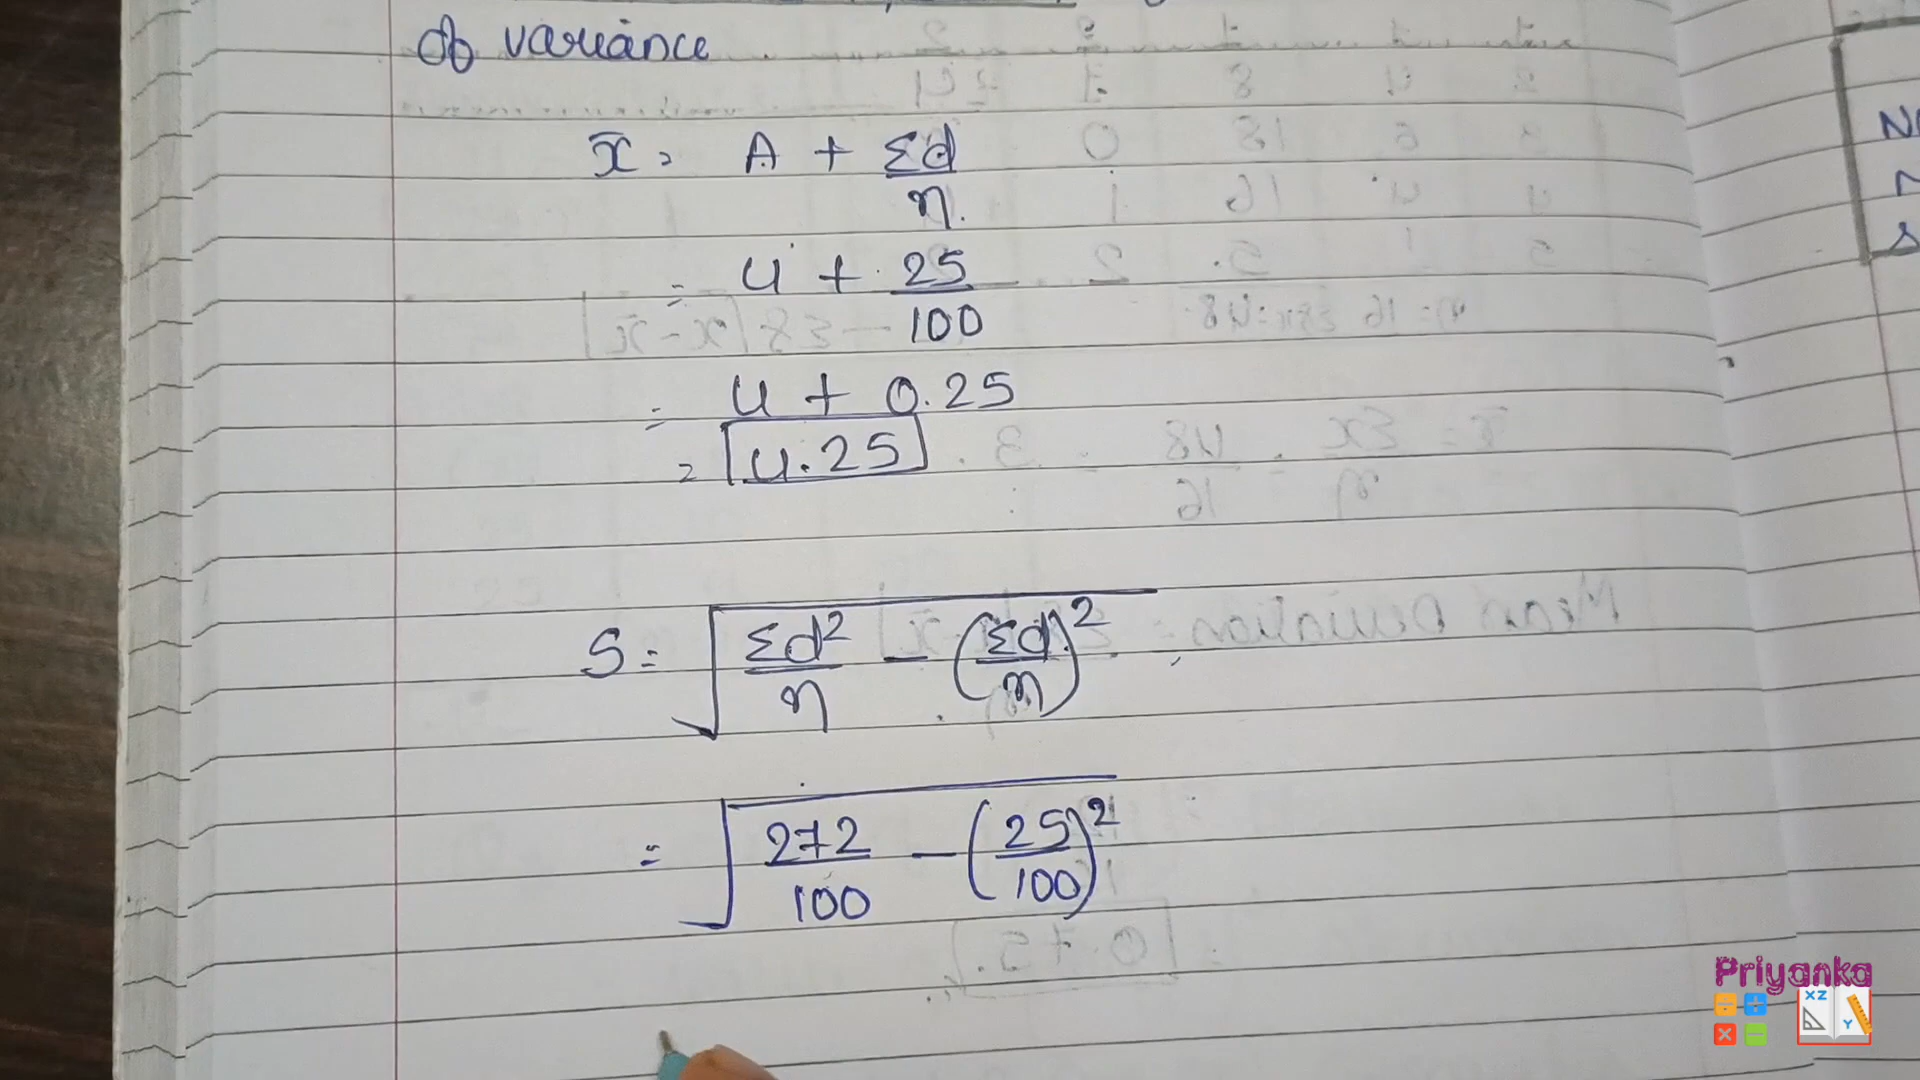 of variance
x̄ = A + Σd/n.
= 4 + 25/100
= 4 + 0.25
= 4.25
S = √(Σd²/n - (Σd/n)²)
= √(272/100 - (25/100)²)
Priyanka
XZ
Y